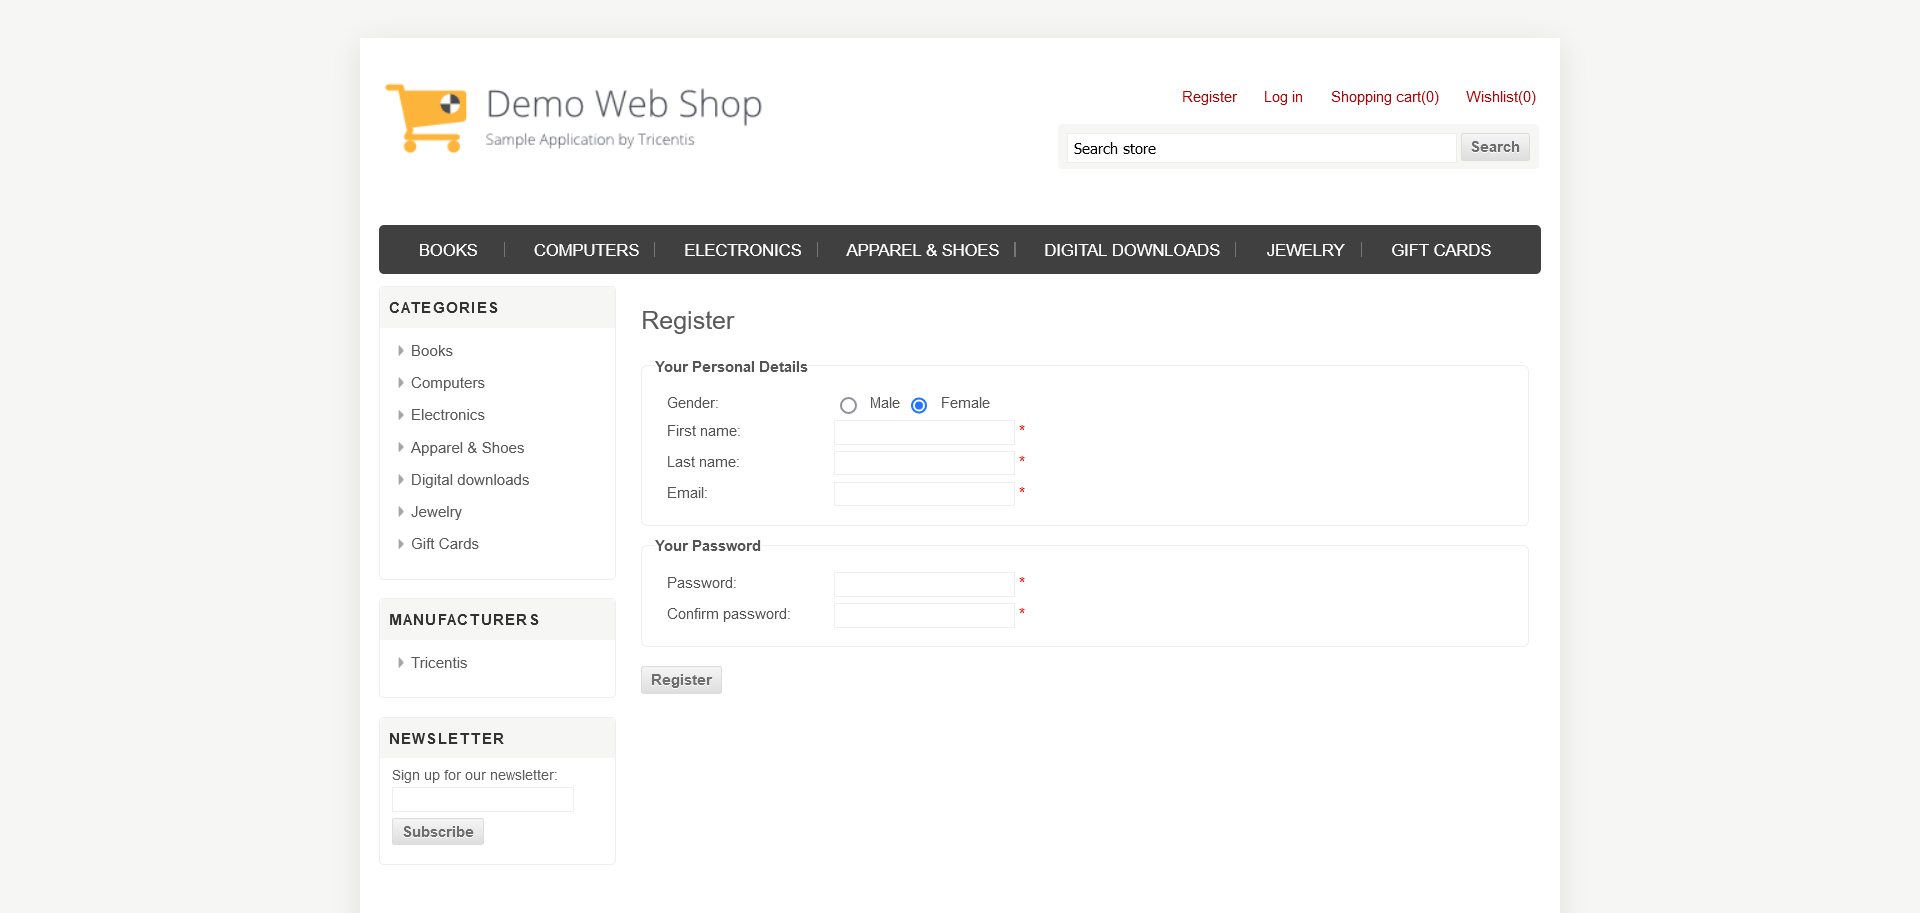 Demo Web Shop
Sample Application by Tricentis
Register Log in Shopping cart(0) Wishlist(0)
Search store Search
BOOKS COMPUTERS ELECTRONICS APPAREL & SHOES DIGITAL DOWNLOADS JEWELRY GIFT CARDS
CATEGORIES
Books
Computers
Electronics
Apparel & Shoes
Digital downloads
Jewelry
Gift Cards
MANUFACTURERS
Tricentis
NEWSLETTER
Sign up for our newsletter:
Subscribe
Register
Your Personal Details
Gender: Male Female
First name: *
Last name: *
Email: *
Your Password
Password: *
Confirm password: *
Register